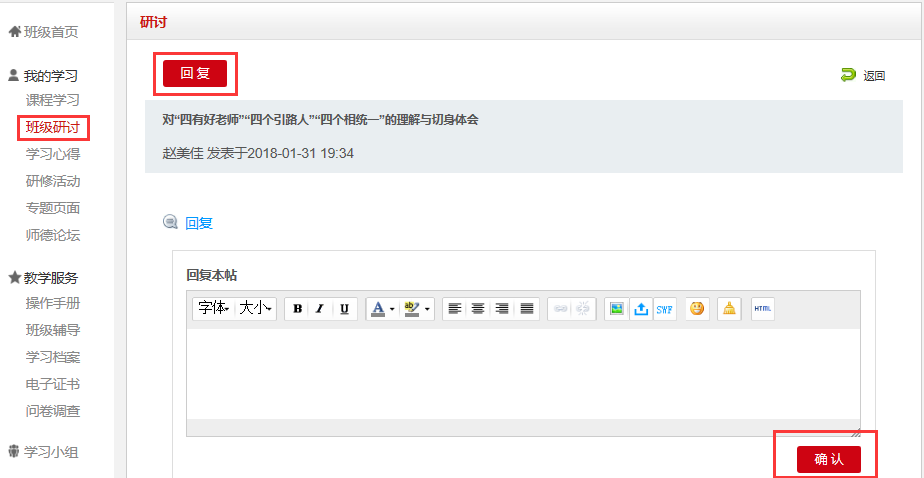 班级首页
我的学习
课程学习
班级研讨
学习心得
研修活动
专题页面
师德论坛
教学服务
操作手册
班级辅导
学习档案
电子证书
问卷调查
学习小组
研讨
回 复
返回
对“四有好老师”“四个引路人”“四个相统一”的理解与切身体会
赵美佳 发表于2018-01-31 19:34
回复
回复本帖
字体 大小 B I U A ab SWF HTML
确 认